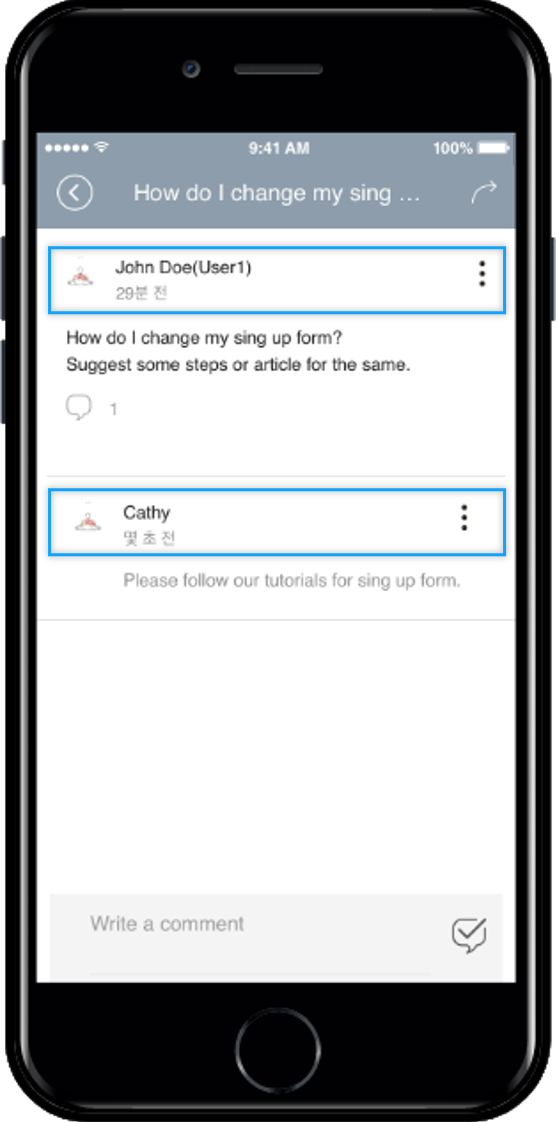 9:41 AM 100%
How do I change my sing ...
John Doe(User1)
29분 전
How do I change my sing up form?
Suggest some steps or article for the same.
1
Cathy
몇 초 전
Please follow our tutorials for sing up form.
Write a comment